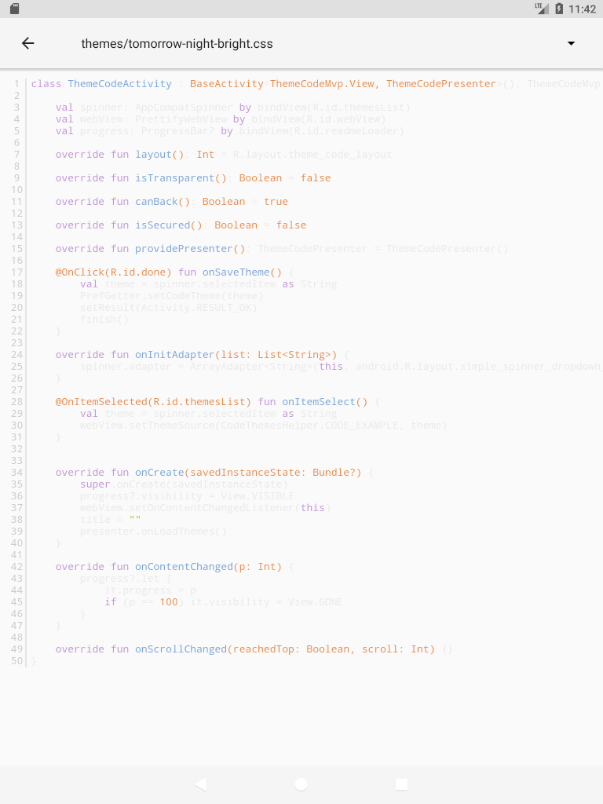 LTE 11:42
themes/tomorrow-night-bright.css
1 class ThemeCodeActivity : BaseActivity<ThemeCodeMvp.View, ThemeCodePresenter>(), ThemeCodeMvp
2
3 val spinner: AppCompatSpinner by bindView(R.id.themesList)
4 val webView: PrettifyWebView by bindView(R.id.webView)
5 val progress: ProgressBar? by bindView(R.id.readmeLoader)
6
7 override fun layout(): Int = R.layout.theme_code_layout
8
9 override fun isTransparent(): Boolean = false
10
11 override fun canBack(): Boolean = true
12
13 override fun isSecured(): Boolean = false
14
15 override fun providePresenter(): ThemeCodePresenter = ThemeCodePresenter()
16
17 @OnClick(R.id.done) fun onSaveTheme() {
18 val theme = spinner.selectedItem as String
19 PrefGetter.setCodeTheme(theme)
20 setResult(Activity.RESULT_OK)
21 finish()
22 }
23
24 override fun onInitAdapter(list: List<String>) {
25 spinner.adapter = ArrayAdapter<String>(this, android.R.layout.simple_spinner_dropdown
26 }
27
28 @OnItemSelected(R.id.themesList) fun onItemSelect() {
29 val theme = spinner.selectedItem as String
30 webView.setThemeSource(CodeThemesHelper.CODE_EXAMPLE, theme)
31 }
32
33
34 override fun onCreate(savedInstanceState: Bundle?) {
35 super.onCreate(savedInstanceState)
36 progress?.visibility = View.VISIBLE
37 webView.setOnContentChangedListener(this)
38 title = ""
39 presenter.onLoadThemes()
40 }
41
42 override fun onContentChanged(p: Int) {
43 progress?.let {
44 it.progress = p
45 if (p == 100) it.visibility = View.GONE
46 }
47 }
48
49 override fun onScrollChanged(reachedTop: Boolean, scroll: Int) {}
50 }